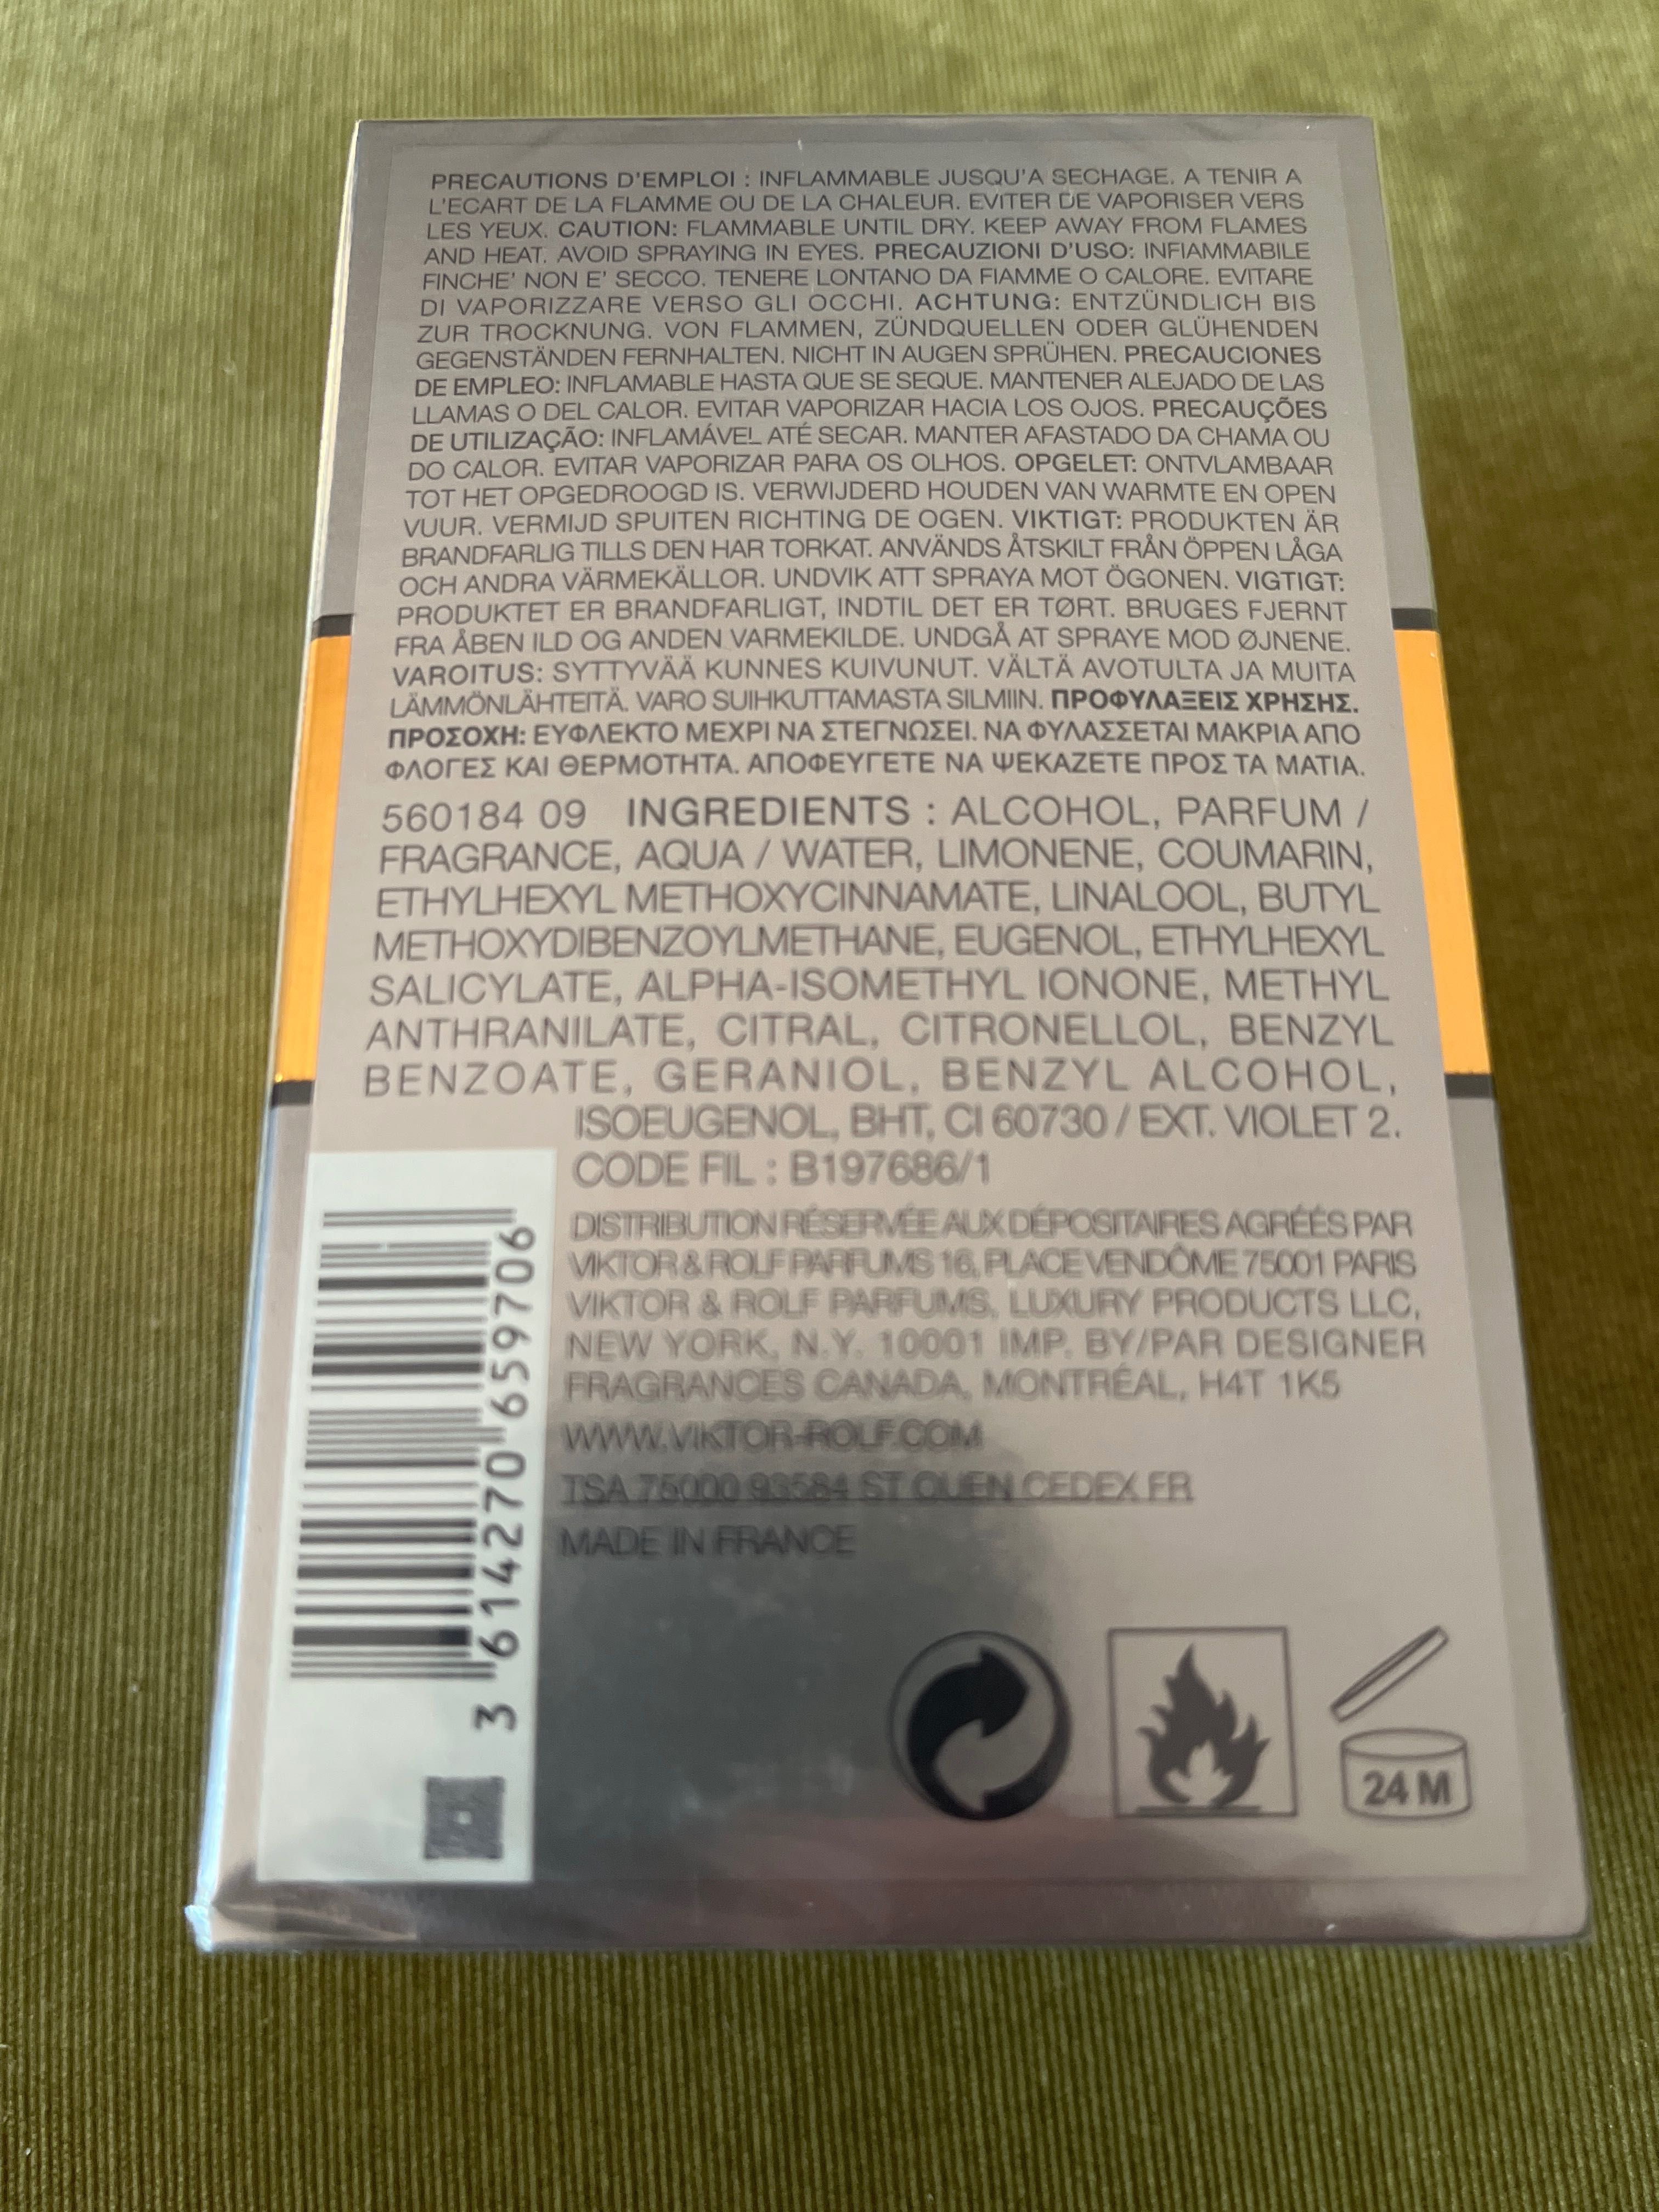 PRECAUTIONS D'EMPLOI : INFLAMMABLE JUSQU'A SECHAGE. A TENIR A
L'ECART DE LA FLAMME OU DE LA CHALEUR. EVITER DE VAPORISER VERS
LES YEUX. CAUTION: FLAMMABLE UNTIL DRY. KEEP AWAY FROM FLAMES
AND HEAT. AVOID SPRAYING IN EYES. PRECAUZIONI D'USO: INFIAMMABILE
FINCHE' NON E' SECCO. TENERE LONTANO DA FIAMME O CALORE. EVITARE
DI VAPORIZZARE VERSO GLI OCCHI. ACHTUNG: ENTZÜNDLICH BIS
ZUR TROCKNUNG. VON FLAMMEN, ZÜNDQUELLEN ODER GLÜHENDEN
GEGENSTÄNDEN FERNHALTEN. NICHT IN AUGEN SPRÜHEN. PRECAUCIONES
DE EMPLEO: INFLAMABLE HASTA QUE SE SEQUE. MANTENER ALEJADO DE LAS
LLAMAS O DEL CALOR. EVITAR VAPORIZAR HACIA LOS OJOS. PRECAUÇÕES
DE UTILIZAÇÃO: INFLAMÁVEL ATÉ SECAR. MANTER AFASTADO DA CHAMA OU
DO CALOR. EVITAR VAPORIZAR PARA OS OLHOS. OPGELET: ONTVLAMBAAR
TOT HET OPGEDROOGD IS. VERWIJDERD HOUDEN VAN WARMTE EN OPEN
VUUR. VERMIJD SPUITEN RICHTING DE OGEN. VIKTIGT: PRODUKTEN ÄR
BRANDFARLIG TILLS DEN HAR TORKAT. ANVÄNDS ÅTSKILT FRÅN ÖPPEN LÅGA
OCH ANDRA VÄRMEKÄLLOR. UNDVIK ATT SPRAYA MOT ÖGONEN. VIGTIGT:
PRODUKTET ER BRANDFARLIGT, INDTIL DET ER TØRT. BRUGES FJERNT
FRA ÅBEN ILD OG ANDEN VARMEKILDE. UNDGÅ AT SPRAYE MOD ØJNENE.
VAROITUS: SYTTYVÄÄ KUNNES KUIVUNUT. VÄLTÄ AVOTULTA JA MUITA
LÄMMÖNLÄHTEITÄ. VARO SUIHKUTTAMASTA SILMIIN. ΠΡΟΦΥΛΑΞΕΙΣ ΧΡΗΣΗΣ.
ΠΡΟΣΟΧΗ: ΕΥΦΛΕΚΤΟ ΜΕΧΡΙ ΝΑ ΣΤΕΓΝΩΣΕΙ. ΝΑ ΦΥΛΑΣΣΕΤΑΙ ΜΑΚΡΙΑ ΑΠΟ
ΦΛΟΓΕΣ ΚΑΙ ΘΕΡΜΟΤΗΤΑ. ΑΠΟΦΕΥΓΕΤΕ ΝΑ ΨΕΚΑΖΕΤΕ ΠΡΟΣ ΤΑ ΜΑΤΙΑ.
560184 09 INGREDIENTS : ALCOHOL, PARFUM /
FRAGRANCE, AQUA / WATER, LIMONENE, COUMARIN,
ETHYLHEXYL METHOXYCINNAMATE, LINALOOL, BUTYL
METHOXYDIBENZOYLMETHANE, EUGENOL, ETHYLHEXYL
SALICYLATE, ALPHA-ISOMETHYL IONONE, METHYL
ANTHRANILATE, CITRAL, CITRONELLOL, BENZYL
BENZOATE, GERANIOL, BENZYL ALCOHOL,
ISOEUGENOL, BHT, CI 60730 / EXT. VIOLET 2.
CODE FIL : B197686/1
DISTRIBUTION RÉSERVÉE AUX DÉPOSITAIRES AGRÉÉS PAR
VIKTOR & ROLF PARFUMS 16, PLACE VENDÔME 75001 PARIS
VIKTOR & ROLF PARFUMS, LUXURY PRODUCTS LLC,
NEW YORK, N.Y. 10001 IMP. BY/PAR DESIGNER
FRAGRANCES CANADA, MONTRÉAL, H4T 1K5
WWW.VIKTOR-ROLF.COM
TSA 75000 93584 ST OUEN CEDEX FR
MADE IN FRANCE
3 614270 659706
24 M